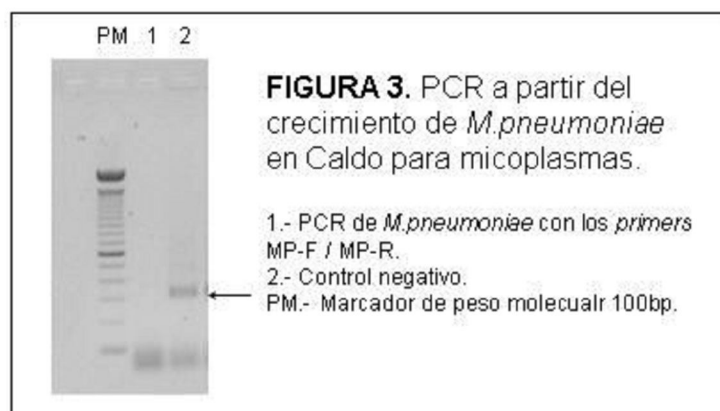 PM 1 2
FIGURA 3. PCR a partir del
crecimiento de M.pneumoniae
en Caldo para micoplasmas.
1.- PCR de M.pneumoniae con los primers
MP-F / MP-R.
2.- Control negativo.
PM.- Marcador de peso molecualr 100bp.